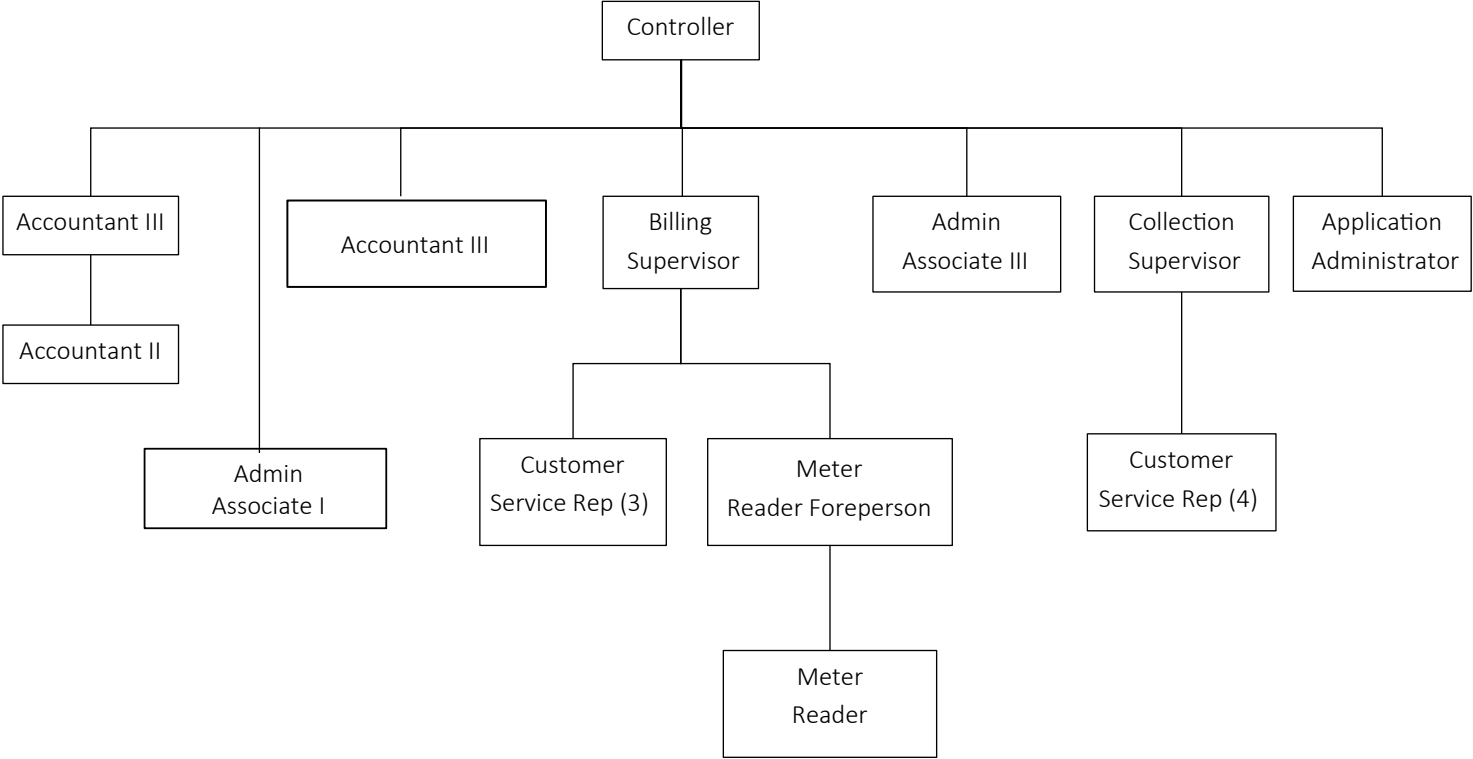 Controller
Accountant III
Accountant III
Billing
Supervisor
Admin
Associate III
Collection
Supervisor
Application
Administrator
Accountant II
Admin
Associate I
Customer
Service Rep (3)
Meter
Reader Foreperson
Customer
Service Rep (4)
Meter
Reader